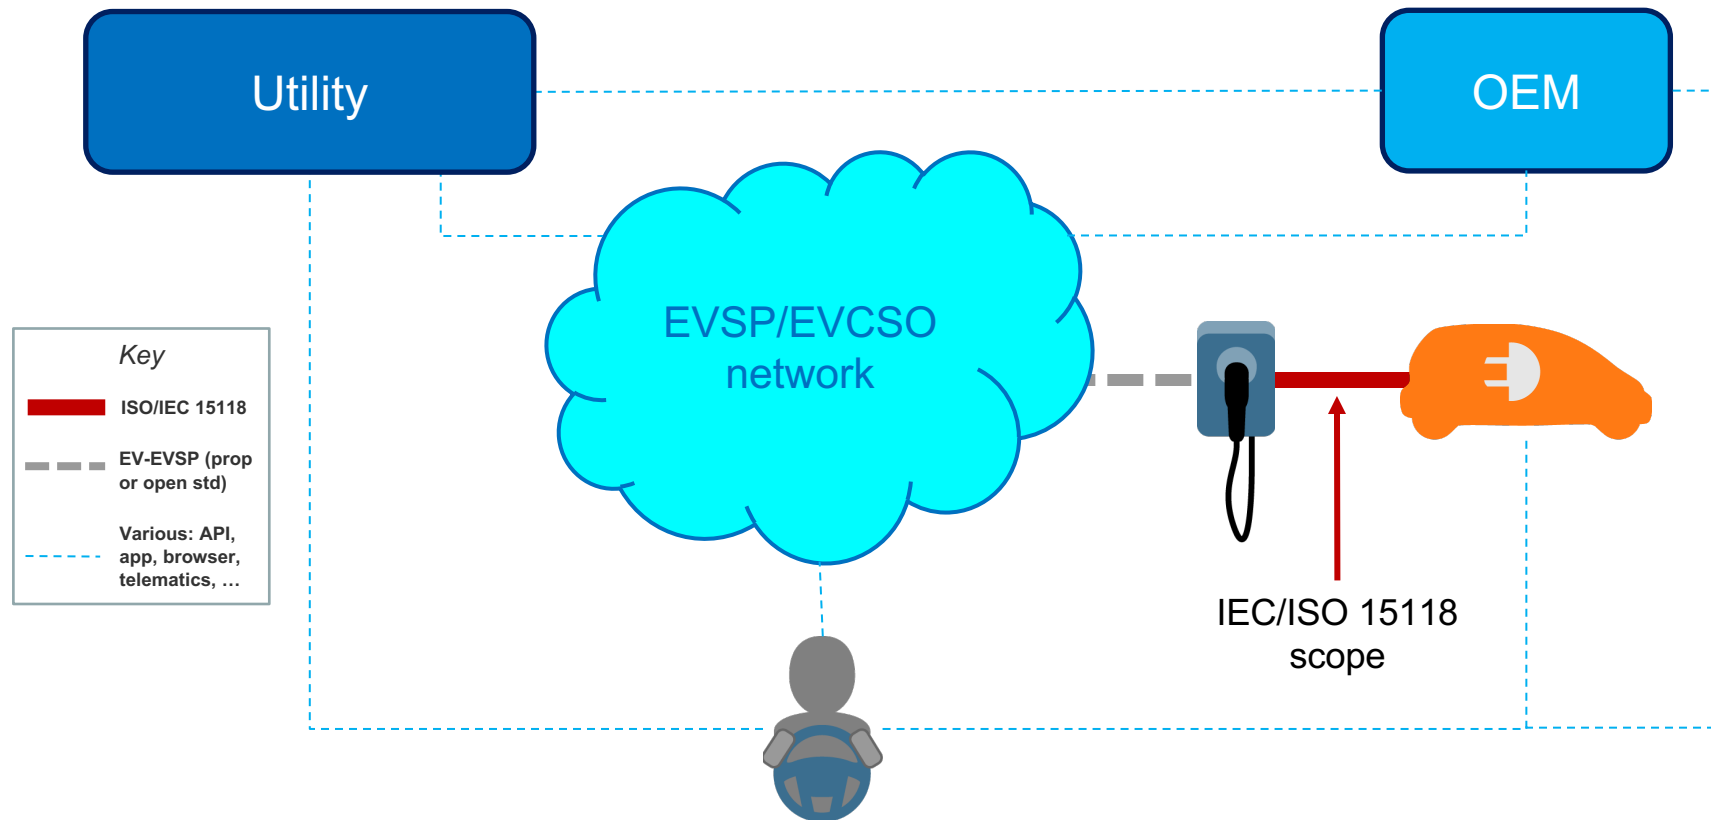 Utility
OEM
EVSP/EVCSO
network
Key
ISO/IEC 15118
EV-EVSP (prop
or open std)
Various: API,
app, browser,
telematics, …
IEC/ISO 15118
scope